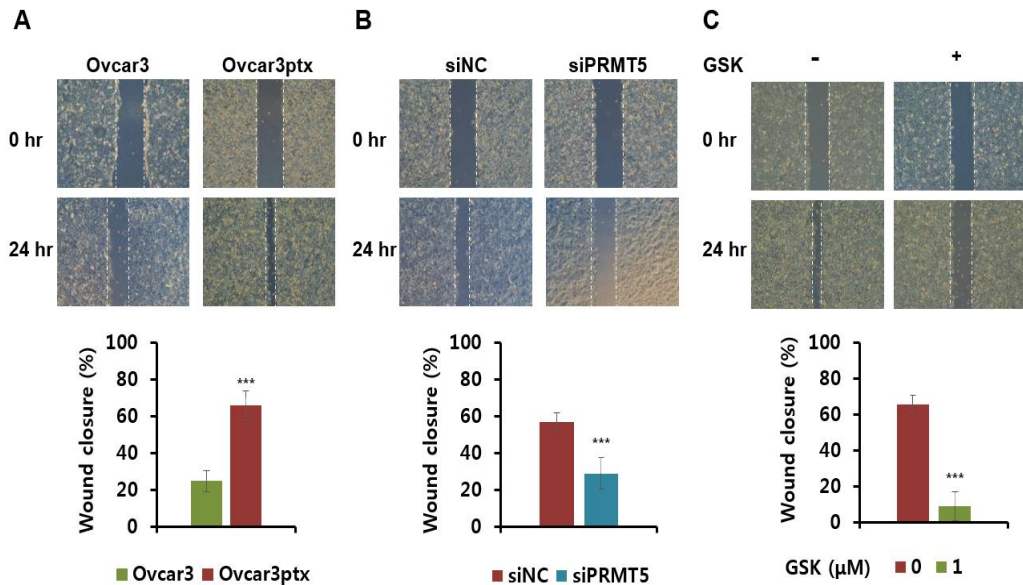 A
B
C
Ovcar3 Ovcar3ptx
siNC siPRMT5
GSK - +
0 hr
0 hr
0 hr
24 hr
24 hr
24 hr
Wound closure (%)
100
80
60
40
20
0
***
Ovcar3 Ovcar3ptx
Wound closure (%)
100
80
60
40
20
0
***
siNC siPRMT5
Wound closure (%)
100
80
60
40
20
0
***
GSK (μM) 0 1